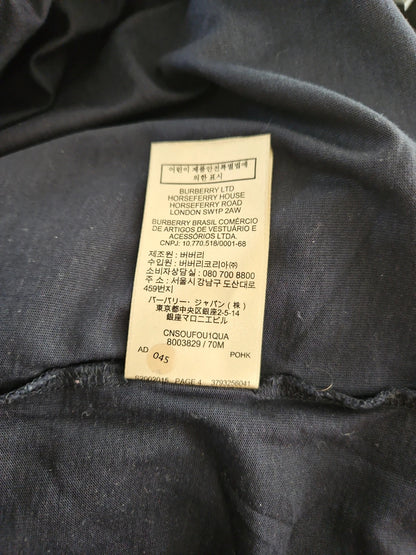 어린이 제품안전특별법에
의한 표시
BURBERRY LTD
HORSEFERRY HOUSE
HORSEFERRY ROAD
LONDON SW1P 2AW
BURBERRY BRASIL COMÉRCIO
DE ARTIGOS DE VESTUÁRIO E
ACESSÓRIOS LTDA.
CNPJ: 10.770.518/0001-68
제조원 : 버버리
수입원 : 버버리코리아㈜
소비자상담실 : 080 700 8800
주 소 : 서울시 강남구 도산대로
459번지
バーバリー・ジャパン(株)
東京都中央区銀座2-5-14
銀座マロニエビル
CNSOUFOU1QUA
8003829 / 70M
AD 045 POHK
PAGE 4 3793256041